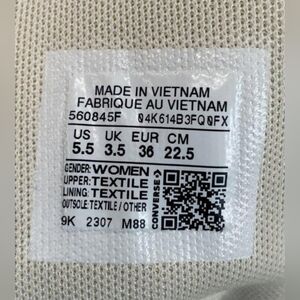 MADE IN VIETNAM
FABRIQUE AU VIETNAM
560845F 04K614B3FQ0FX
US UK EUR CM
5.5 3.5 36 22.5
GENDER: WOMEN
UPPER: TEXTILE
LINING: TEXTILE
OUTSOLE: TEXTILE / OTHER
CONVERSE
9K 2307 M88